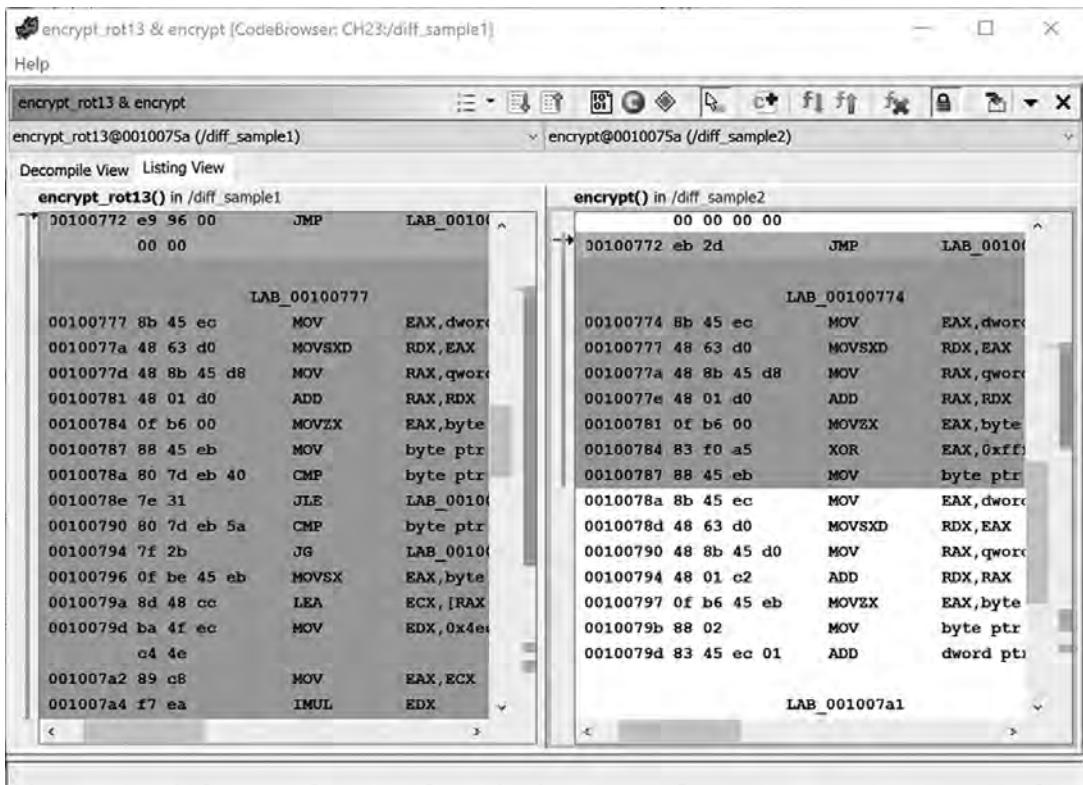 encrypt_rot13 & encrypt [CodeBrowser: CH23:/diff_sample1]
Help
encrypt_rot13 & encrypt
encrypt_rot13@0010075a (/diff_sample1)
encrypt@0010075a (/diff_sample2)
Decompile View Listing View
encrypt_rot13() in /diff_sample1
00100772 e9 96 00 JMP LAB_0010
00 00
LAB_00100777
00100777 8b 45 ec MOV EAX,dword
0010077a 48 63 d0 MOVSXD RDX,EAX
0010077d 48 8b 45 d8 MOV RAX,qword
00100781 48 01 d0 ADD RAX,RDX
00100784 0f b6 00 MOVZX EAX,byte
00100787 88 45 eb MOV byte ptr
0010078a 80 7d eb 40 CMP byte ptr
0010078e 7e 31 JLE LAB_0010
00100790 80 7d eb 5a CMP byte ptr
00100794 7f 2b JG LAB_0010
00100796 0f be 45 eb MOVSX EAX,byte
0010079a 8d 48 cc LEA ECX,[RAX
0010079d ba 4f ec MOV EDX,0x4e
c4 4e
001007a2 89 c8 MOV EAX,ECX
001007a4 f7 ea IMUL EDX
encrypt() in /diff_sample2
00 00 00 00
00100772 eb 2d JMP LAB_0010
LAB_00100774
00100774 8b 45 ec MOV EAX,dword
00100777 48 63 d0 MOVSXD RDX,EAX
0010077a 48 8b 45 d8 MOV RAX,qword
0010077e 48 01 d0 ADD RAX,RDX
00100781 0f b6 00 MOVZX EAX,byte
00100784 83 f0 a5 XOR EAX,0xff
00100787 88 45 eb MOV byte ptr
0010078a 8b 45 ec MOV EAX,dword
0010078d 48 63 d0 MOVSXD RDX,EAX
00100790 48 8b 45 d0 MOV RAX,qword
00100794 48 01 c2 ADD RDX,RAX
00100797 0f b6 45 eb MOVZX EAX,byte
0010079b 88 02 MOV byte ptr
0010079d 83 45 ec 01 ADD dword pt
LAB_001007a1